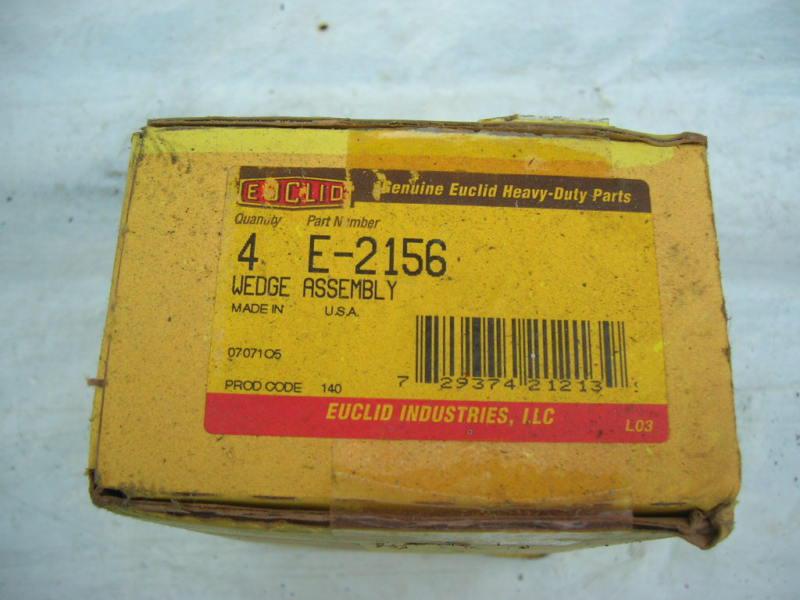 EUCLID Genuine Euclid Heavy-Duty Parts
Quantity Part Number
4 E-2156
WEDGE ASSEMBLY
MADE IN U.S.A.
0707105
7 29374 21213
PROD CODE 140
EUCLID INDUSTRIES, LLC
L03